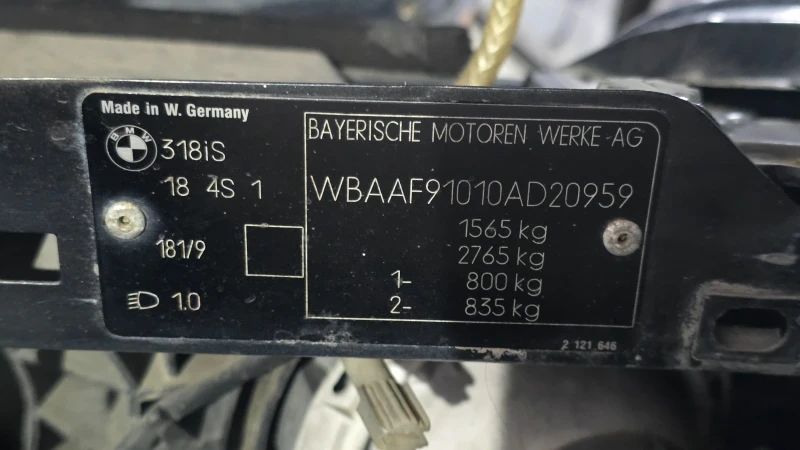 Made in W. Germany
BMW
318iS
18 4S 1
181/9
1.0
BAYERISCHE MOTOREN WERKE AG
WBAAF91010AD20959
1565 kg
2765 kg
1- 800 kg
2- 835 kg
2 121 646